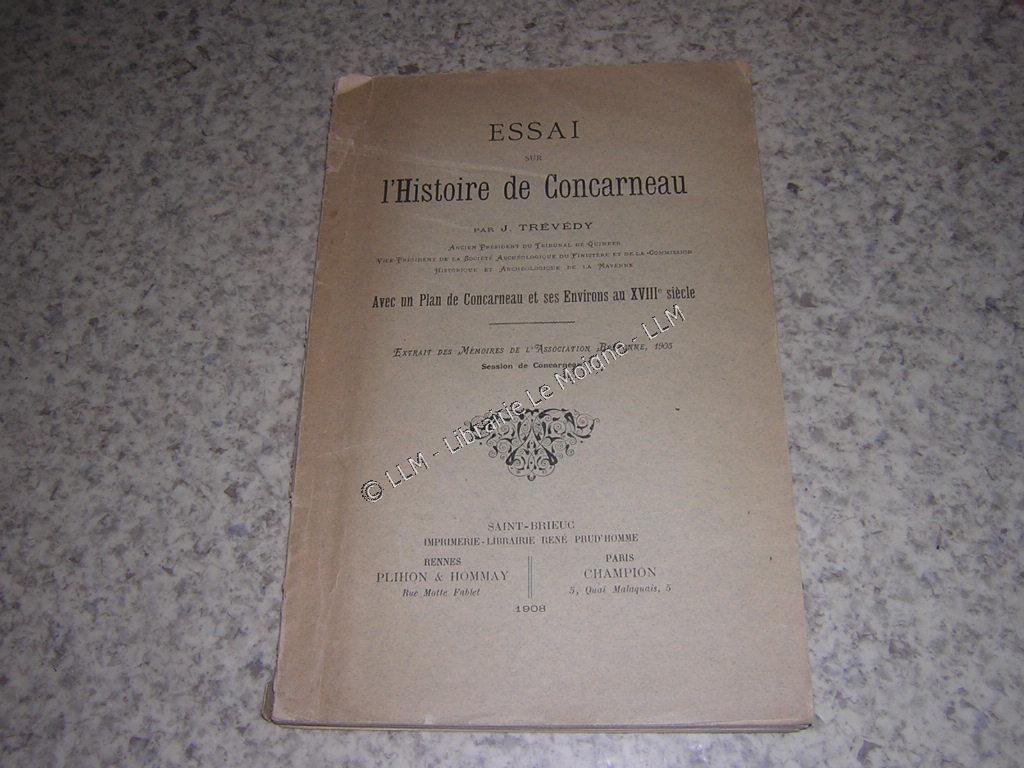 ESSAI
SUR
l'Histoire de Concarneau
PAR J. TRÉVÉDY
ANCIEN PRÉSIDENT DU TRIBUNAL DE QUIMPER
VICE-PRÉSIDENT DE LA SOCIÉTÉ ARCHÉOLOGIQUE DU FINISTÈRE ET DE LA COMMISSION
HISTORIQUE ET ARCHÉOLOGIQUE DE LA MAYENNE
Avec un Plan de Concarneau et ses Environs au XVIIIe siècle
EXTRAIT DES MÉMOIRES DE L'ASSOCIATION BRETONNE, 1905
Session de Concarneau
© LLM - Librairie Le Moigne - LLM
SAINT-BRIEUC
IMPRIMERIE-LIBRAIRIE RENÉ PRUD'HOMME
RENNES
PLIHON & HOMMAY
Rue Motte Fablet
PARIS
CHAMPION
5, Quai Malaquais, 5
1908